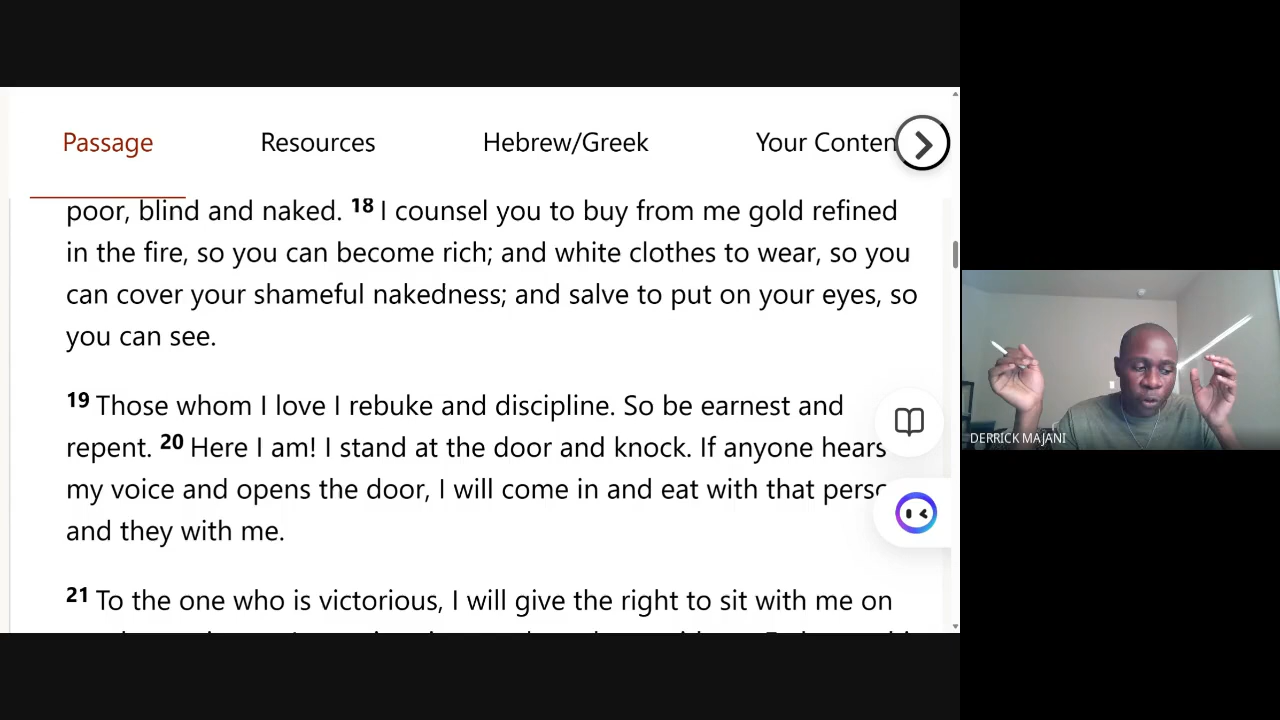 Passage
Resources
Hebrew/Greek
Your Conten
poor, blind and naked. 18 I counsel you to buy from me gold refined
in the fire, so you can become rich; and white clothes to wear, so you
can cover your shameful nakedness; and salve to put on your eyes, so
you can see.
19 Those whom I love I rebuke and discipline. So be earnest and
repent. 20 Here I am! I stand at the door and knock. If anyone hears
my voice and opens the door, I will come in and eat with that perso
and they with me.
21 To the one who is victorious, I will give the right to sit with me on
DERRICK MAJANI